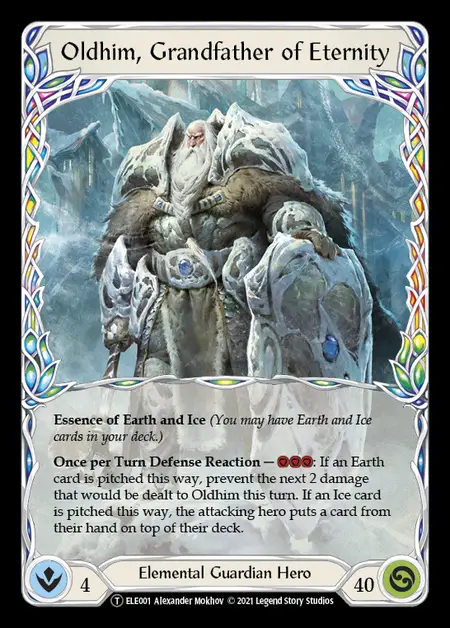 Oldhim, Grandfather of Eternity
Essence of Earth and Ice (You may have Earth and Ice
cards in your deck.)
Once per Turn Defense Reaction — : If an Earth
card is pitched this way, prevent the next 2 damage
that would be dealt to Oldhim this turn. If an Ice card
is pitched this way, the attacking hero puts a card from
their hand on top of their deck.
4
Elemental Guardian Hero
40
T ELE001 Alexander Mokhov © 2021 Legend Story Studios